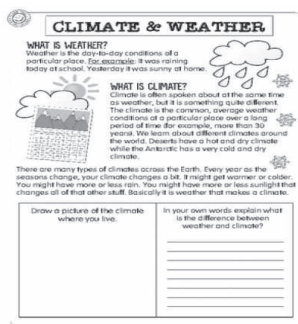 CLIMATE & WEATHER
WHAT IS WEATHER?
Weather is the day-to-day conditions of a
particular place. For example: It was raining
today at school. Yesterday it was sunny at home.
WHAT IS CLIMATE?
Climate is often spoken about at the same time
as weather, but it is something quite different.
The climate is the common, average weather
conditions at a particular place over a long
period of time (for example, more than 30
years). We learn about different climates around
the world. Deserts have a hot and dry climate
while the Antarctic has a very cold and dry
climate.
There are many types of climates across the Earth. Every year as the
seasons change, your climate changes a bit. It might get warmer or colder.
You might have more or less rain. You might have more or less sunlight that
changes all of that other stuff. Basically it is weather that makes a climate.
Draw a picture of the climate
where you live.
In your own words explain what
is the difference between
weather and climate?